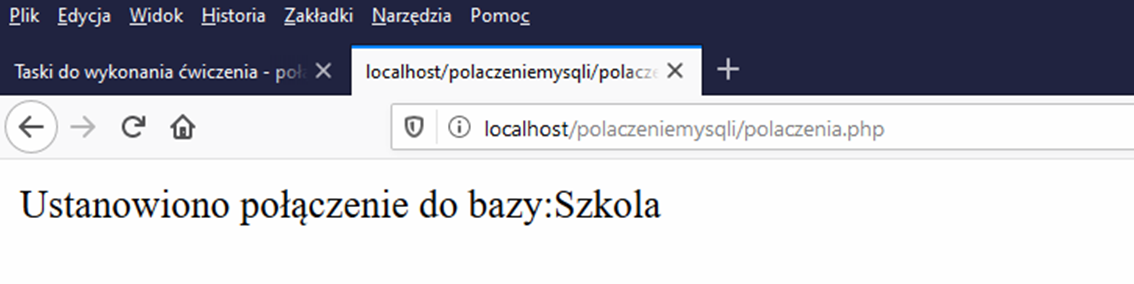 Plik Edycja Widok Historia Zakładki Narzędzia Pomoc
Taski do wykonania ćwiczenia - poł localhost/polaczeniemysqli/polacze
localhost/polaczeniemysqli/polaczenia.php
Ustanowiono połączenie do bazy:Szkola